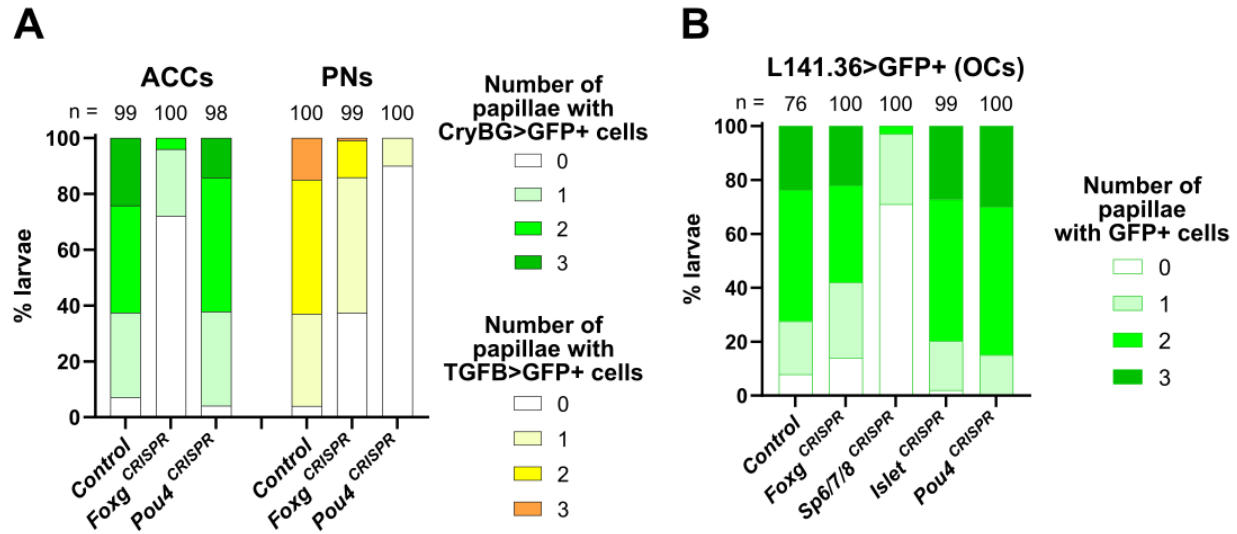 A
ACCs
PNs
n = 99 100 98 100 99 100
100
80
60
40
20
0
% larvae
Control
Foxg CRISPR
Pou4 CRISPR
Control
Foxg CRISPR
Pou4 CRISPR
Number of
papillae with
CryBG>GFP+ cells
0
1
2
3
Number of
papillae with
TGFB>GFP+ cells
0
1
2
3
B
L141.36>GFP+ (OCs)
n = 76 100 100 99 100
100
80
60
40
20
0
% larvae
Control
Foxg CRISPR
Sp6/7/8 CRISPR
Islet CRISPR
Pou4 CRISPR
Number of
papillae
with GFP+ cells
0
1
2
3